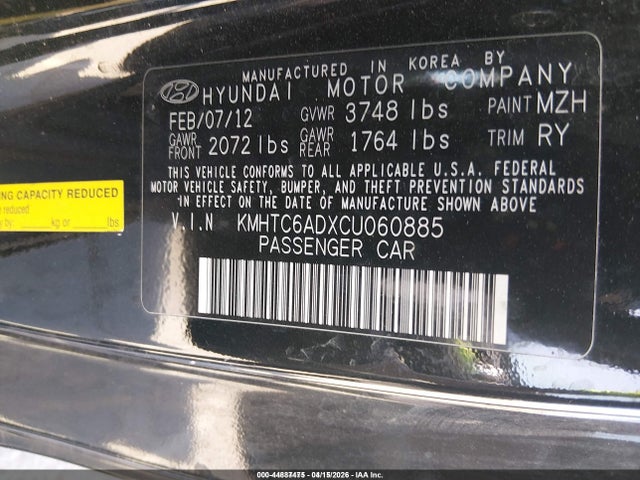 MANUFACTURED IN KOREA BY
HYUNDAI MOTOR COMPANY
FEB/07/12 GVWR 3748 lbs PAINT MZH
GAWR FRONT 2072 lbs GAWR REAR 1764 lbs TRIM RY
THIS VEHICLE CONFORMS TO ALL APPLICABLE U.S.A. FEDERAL
MOTOR VEHICLE SAFETY, BUMPER, AND THEFT PREVENTION STANDARDS
IN EFFECT ON THE DATE OF MANUFACTURE SHOWN ABOVE
V.I.N KMHTC6ADXCU060885
PASSENGER CAR
NG CAPACITY REDUCED
reduced
by: kg or lbs
04/15/2026 - IAA Inc.